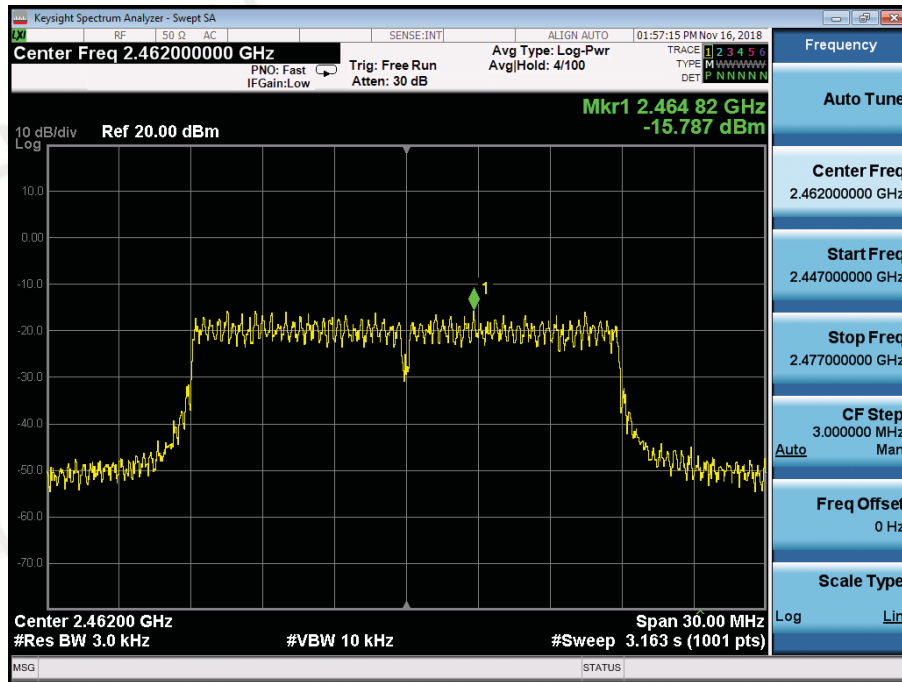 Keysight Spectrum Analyzer - Swept SA
LXI
RF
50 Ω
AC
SENSE:INT
ALIGN AUTO
01:57:15 PM Nov 16, 2018
Center Freq 2.462000000 GHz
PNO: Fast
IFGain:Low
Trig: Free Run
Atten: 30 dB
Avg Type: Log-Pwr
Avg|Hold: 4/100
TRACE 1 2 3 4 5 6
TYPE M WWWWW
DET P N N N N N
Mkr1 2.464 82 GHz
-15.787 dBm
10 dB/div
Log
Ref 20.00 dBm
10.0
0.00
-10.0
-20.0
-30.0
-40.0
-50.0
-60.0
-70.0
1
Center 2.46200 GHz
Span 30.00 MHz
#Res BW 3.0 kHz
#VBW 10 kHz
#Sweep 3.163 s (1001 pts)
MSG
STATUS
Frequency
Auto Tune
Center Freq
2.462000000 GHz
Start Freq
2.447000000 GHz
Stop Freq
2.477000000 GHz
CF Step
3.000000 MHz
Auto Man
Freq Offset
0 Hz
Scale Type
Log Lin